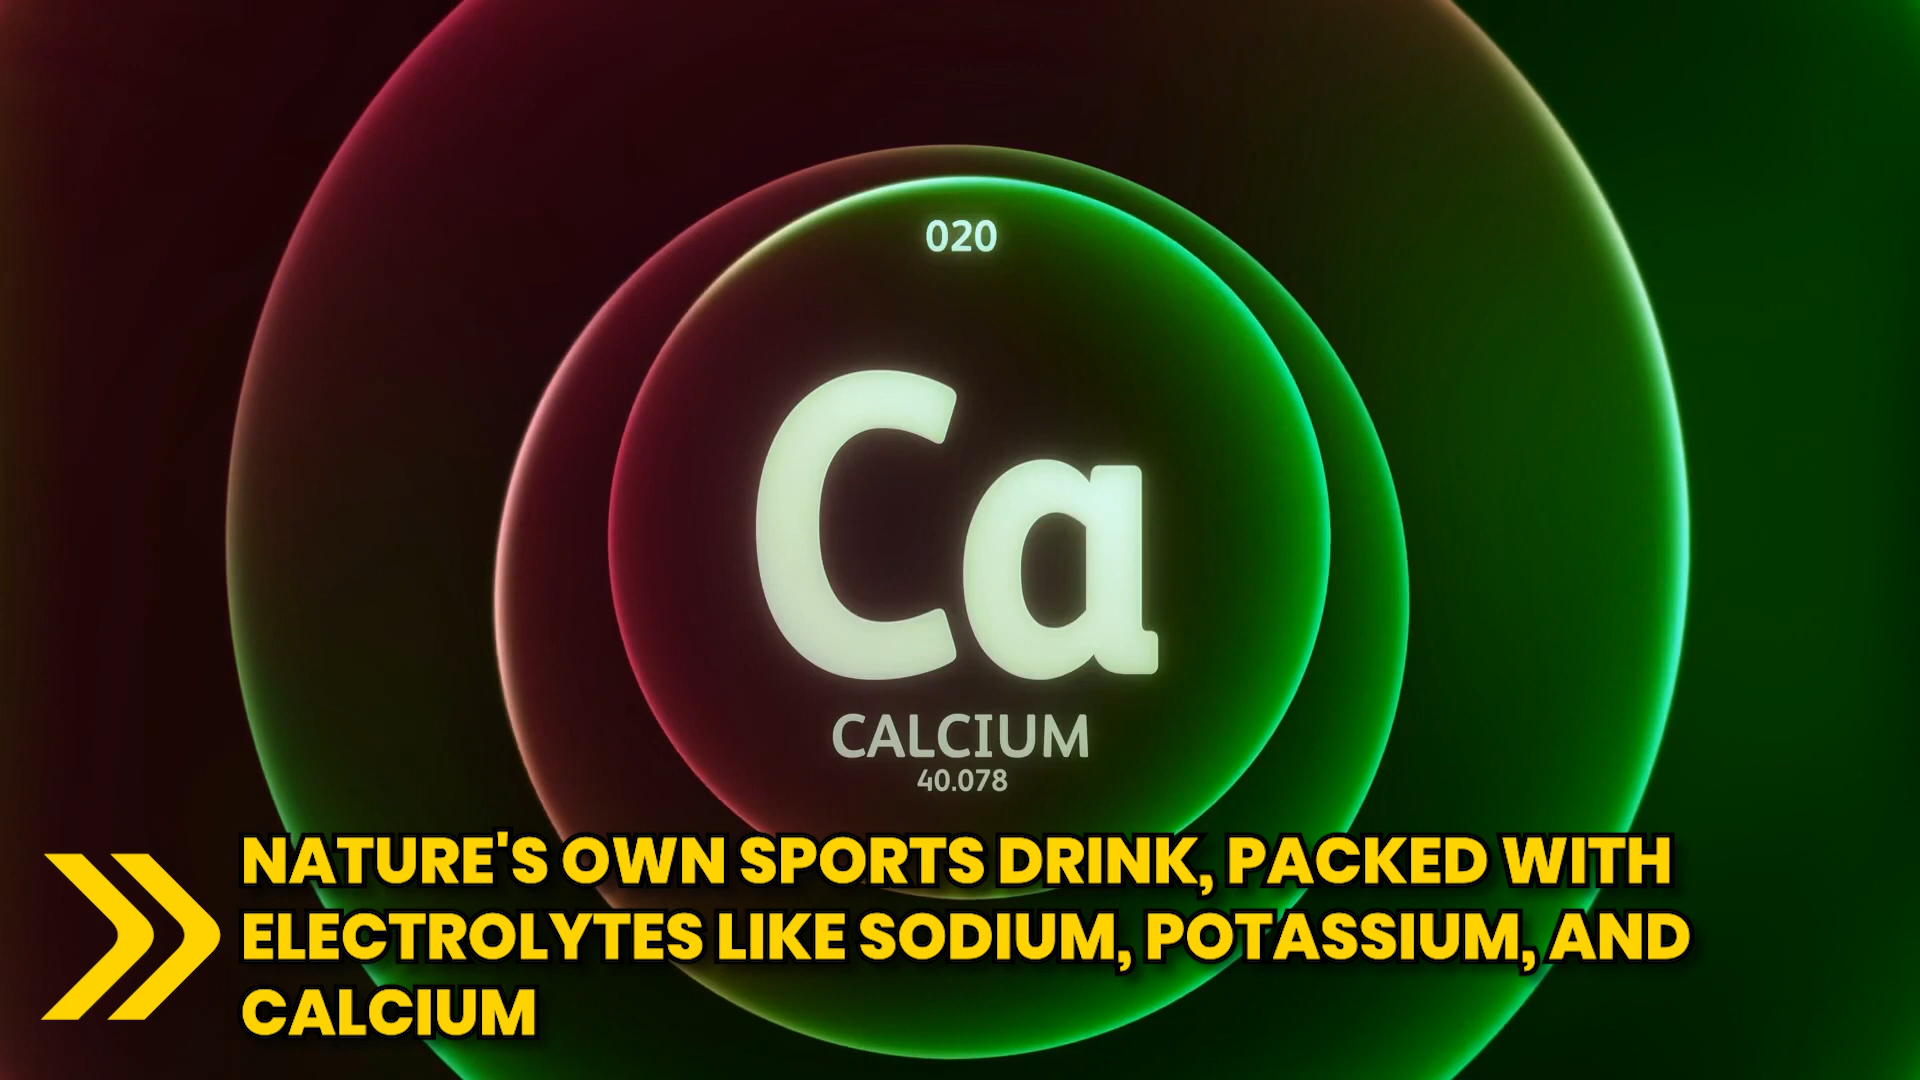 020
Ca
CALCIUM
40.078
NATURE'S OWN SPORTS DRINK, PACKED WITH
ELECTROLYTES LIKE SODIUM, POTASSIUM, AND
CALCIUM